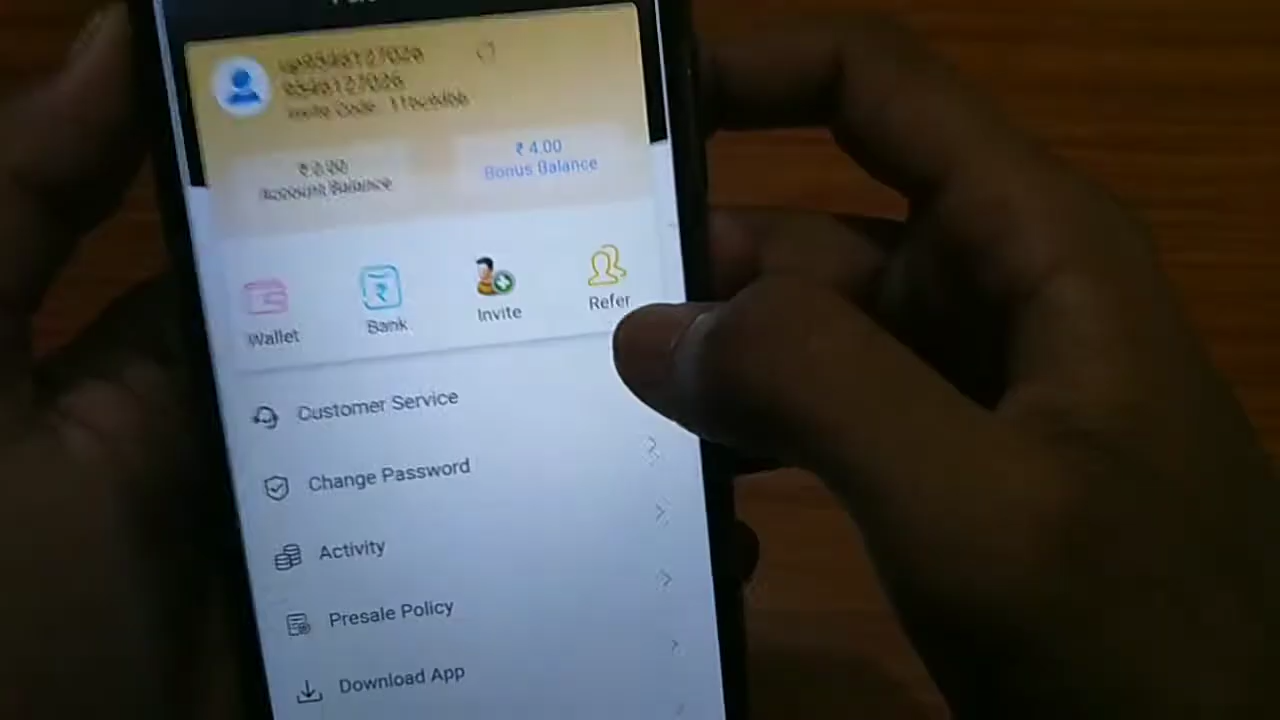 ₹ 4.00
Bonus Balance
Account Balance
Wallet
Bank
Invite
Refer
Customer Service
Change Password
Activity
Presale Policy
Download App